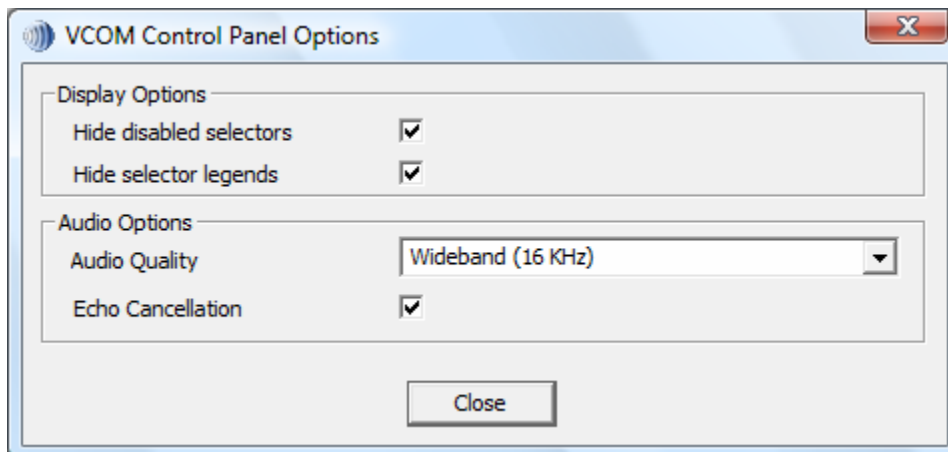 VCOM Control Panel Options
Display Options
Hide disabled selectors
Hide selector legends
Audio Options
Audio Quality Wideband (16 KHz)
Echo Cancellation
Close